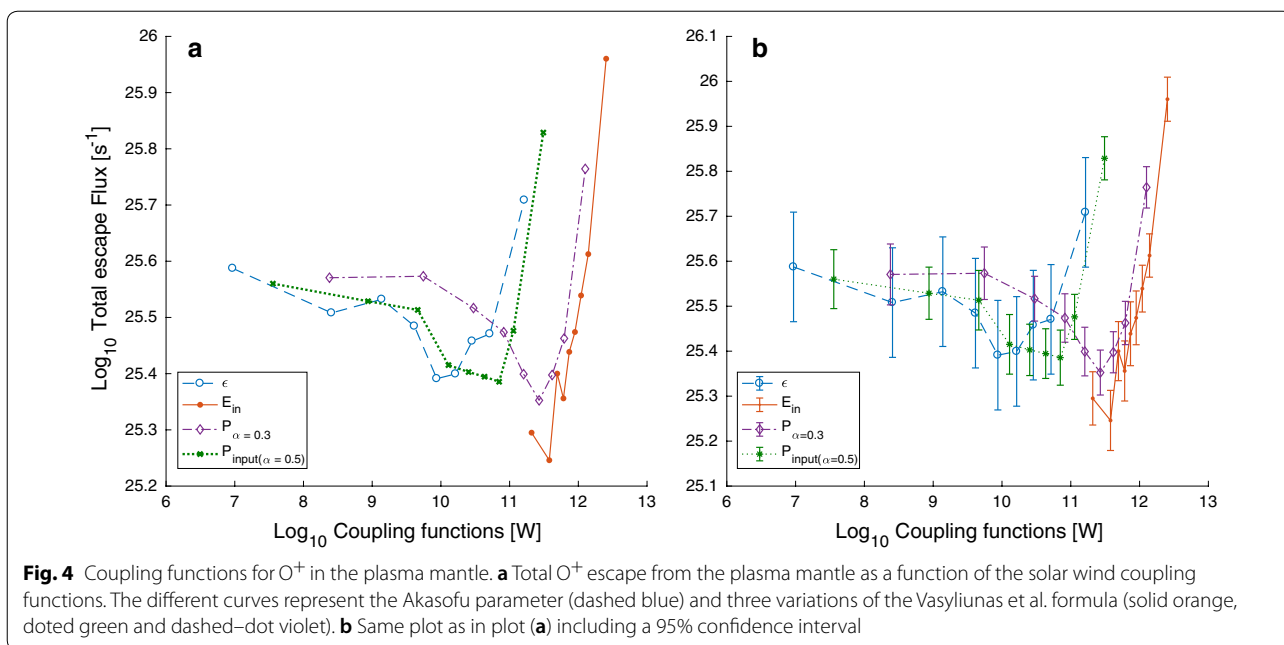 a
Log10 Total escape Flux [s-1]
26
25.9
25.8
25.7
25.6
25.5
25.4
25.3
25.2
ϵ
E_in
P_α = 0.3
P_input(α = 0.5)
6 7 8 9 10 11 12 13
Log10 Coupling functions [W]
b
26.1
26
25.9
25.8
25.7
25.6
25.5
25.4
25.3
25.2
25.1
ϵ
E_in
P_α=0.3
P_input(α=0.5)
6 7 8 9 10 11 12 13
Log10 Coupling functions [W]
Fig. 4 Coupling functions for O+ in the plasma mantle. a Total O+ escape from the plasma mantle as a function of the solar wind coupling
functions. The different curves represent the Akasofu parameter (dashed blue) and three variations of the Vasyliunas et al. formula (solid orange,
doted green and dashed–dot violet). b Same plot as in plot (a) including a 95% confidence interval